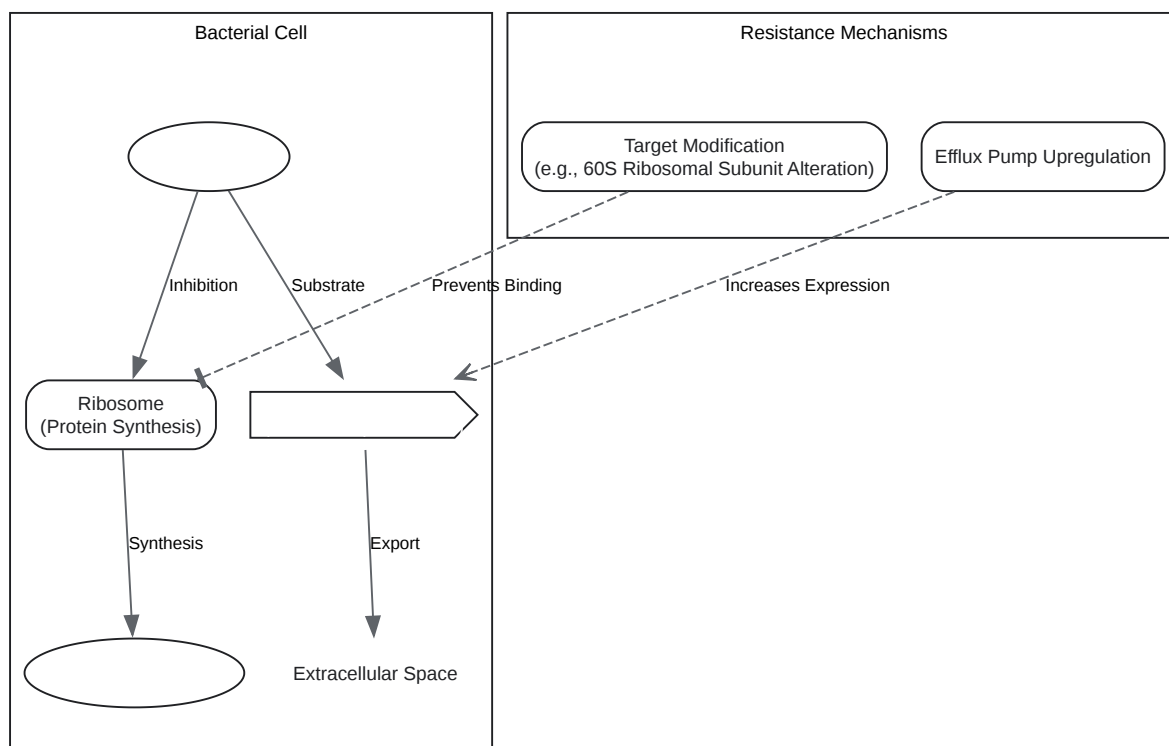 Bacterial Cell
Resistance Mechanisms
Target Modification
(e.g., 60S Ribosomal Subunit Alteration)
Efflux Pump Upregulation
Inhibition
Substrate
Prevents Binding
Increases Expression
Ribosome
(Protein Synthesis)
Synthesis
Export
Extracellular Space